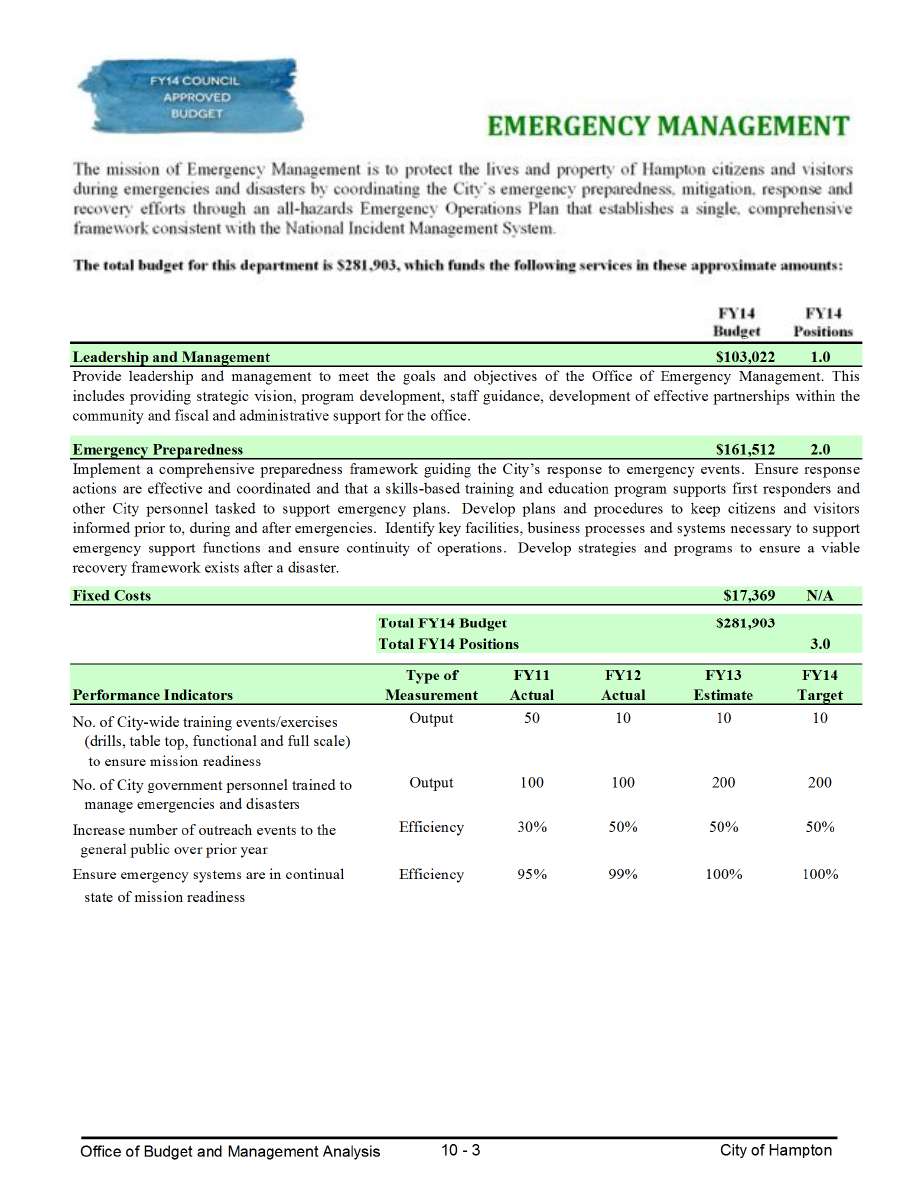 FY14 COUNCIL
APPROVED
BUDGET
EMERGENCY MANAGEMENT
The mission of Emergency Management is to protect the lives and property of Hampton citizens and visitors
during emergencies and disasters by coordinating the City's emergency preparedness, mitigation, response and
recovery efforts through an all-hazards Emergency Operations Plan that establishes a single, comprehensive
framework consistent with the National Incident Management System.
The total budget for this department is $281,903, which funds the following services in these approximate amounts:
FY14 FY14
Budget Positions
Leadership and Management $103,022 1.0
Provide leadership and management to meet the goals and objectives of the Office of Emergency Management. This
includes providing strategic vision, program development, staff guidance, development of effective partnerships within the
community and fiscal and administrative support for the office.
Emergency Preparedness $161,512 2.0
Implement a comprehensive preparedness framework guiding the City's response to emergency events. Ensure response
actions are effective and coordinated and that a skills-based training and education program supports first responders and
other City personnel tasked to support emergency plans. Develop plans and procedures to keep citizens and visitors
informed prior to, during and after emergencies. Identify key facilities, business processes and systems necessary to support
emergency support functions and ensure continuity of operations. Develop strategies and programs to ensure a viable
recovery framework exists after a disaster.
Fixed Costs $17,369 N/A
Total FY14 Budget $281,903
Total FY14 Positions 3.0
Type of FY11 FY12 FY13 FY14
Performance Indicators Measurement Actual Actual Estimate Target
No. of City-wide training events/exercises Output 50 10 10 10
(drills, table top, functional and full scale)
to ensure mission readiness
No. of City government personnel trained to Output 100 100 200 200
manage emergencies and disasters
Increase number of outreach events to the Efficiency 30% 50% 50% 50%
general public over prior year
Ensure emergency systems are in continual Efficiency 95% 99% 100% 100%
state of mission readiness
Office of Budget and Management Analysis 10 - 3 City of Hampton